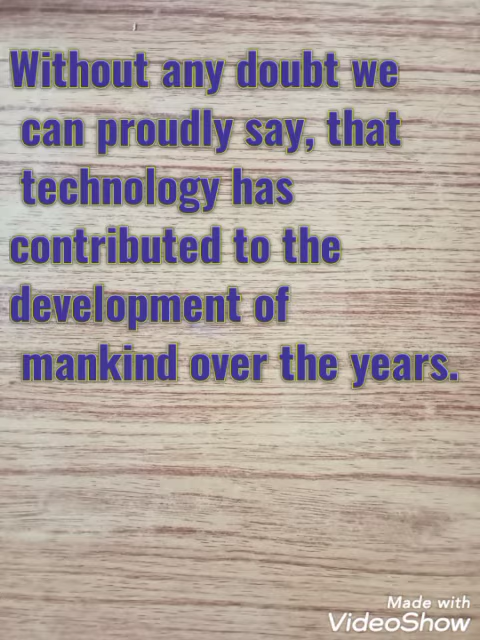 Without any doubt we
can proudly say, that
technology has
contributed to the
development of
mankind over the years.
Made with
VideoShow